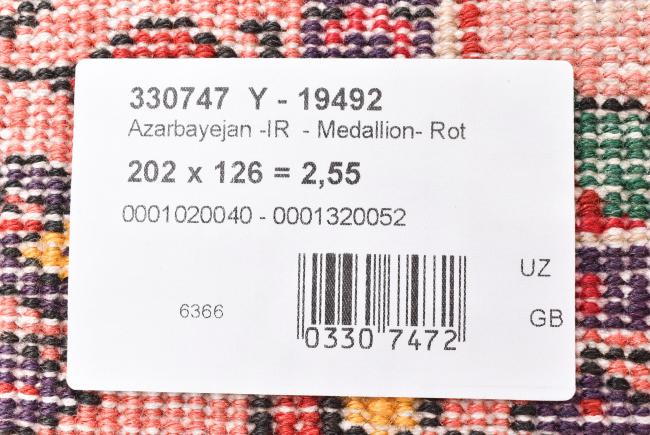 330747 Y - 19492
Azarbayejan -IR - Medallion- Rot
202 x 126 = 2,55
0001020040 - 0001320052
UZ
6366
GB
0330 7472